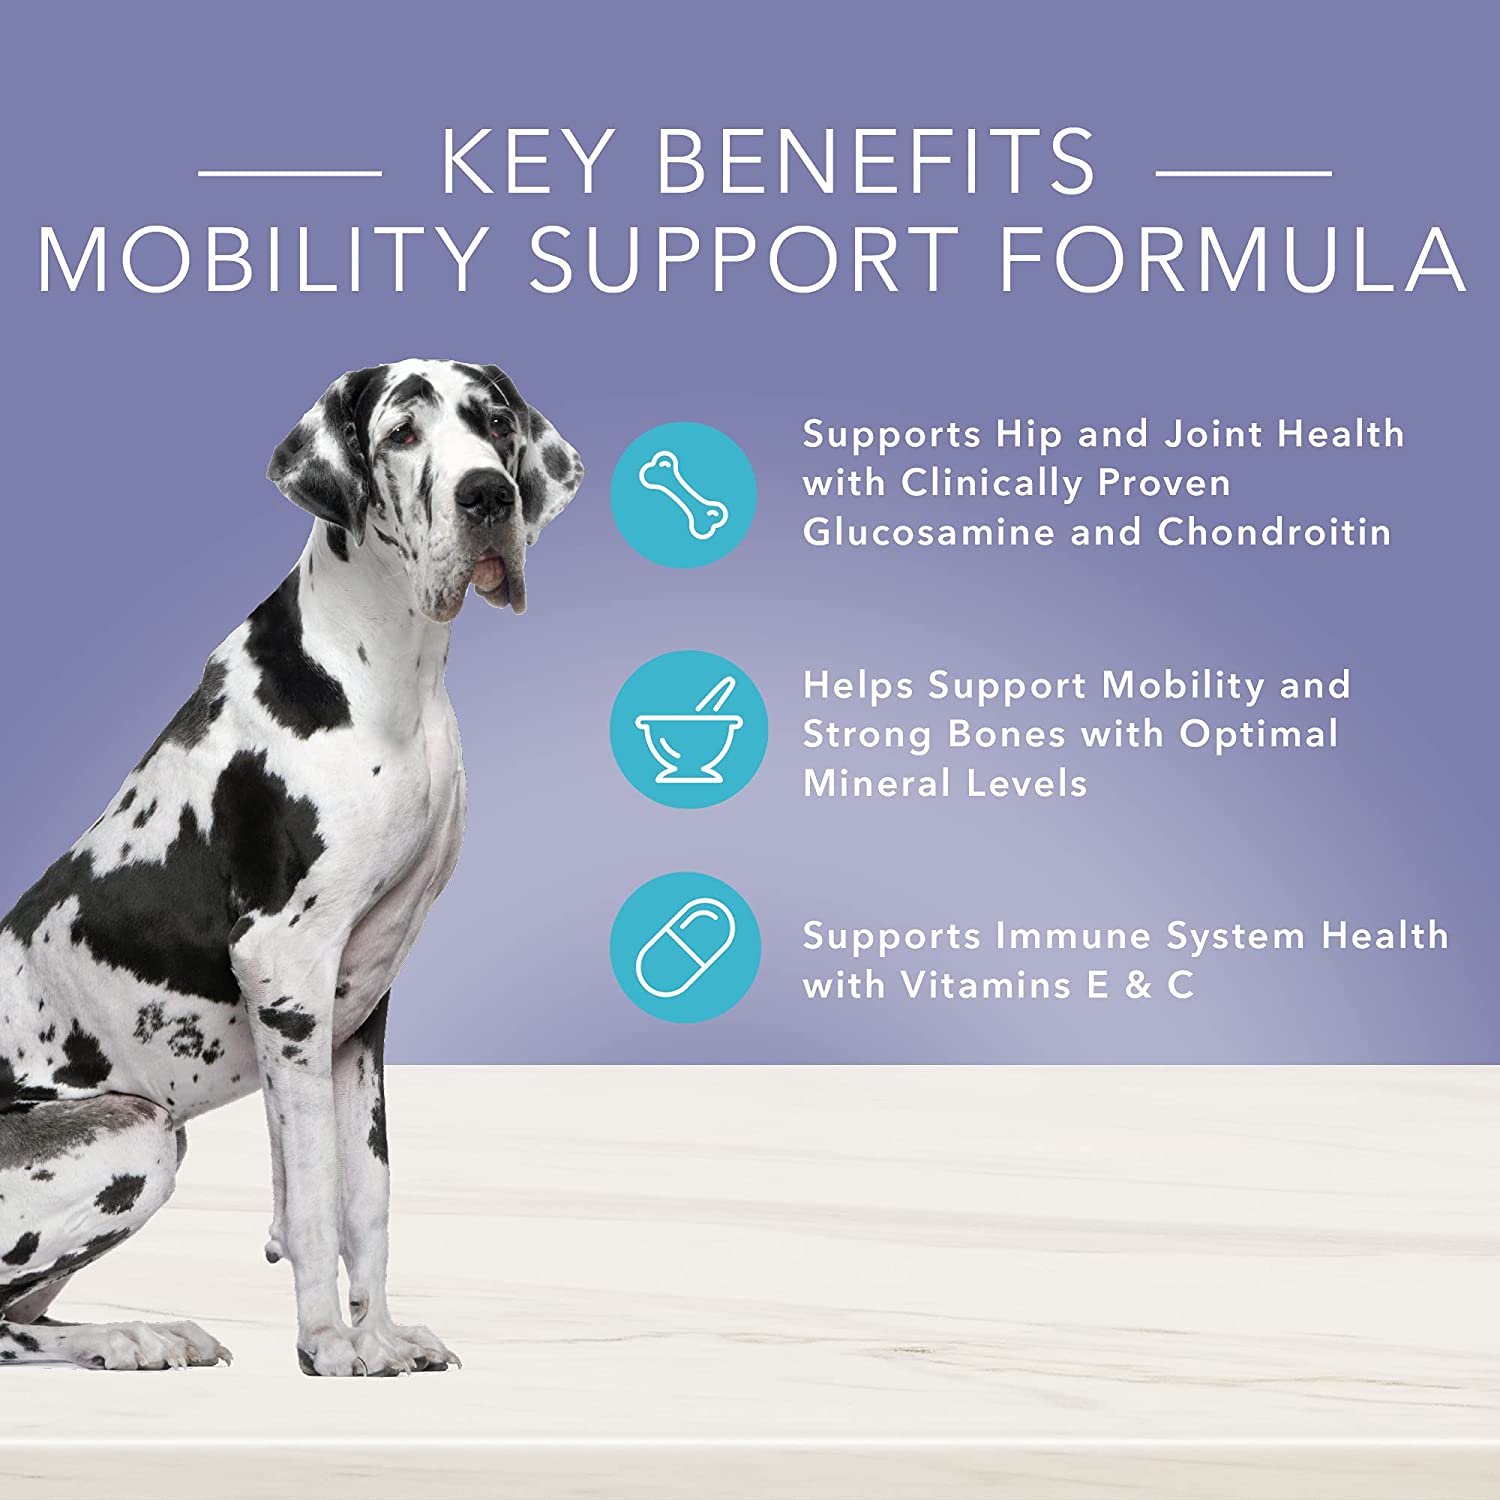 KEY BENEFITS
MOBILITY SUPPORT FORMULA
Supports Hip and Joint Health
with Clinically Proven
Glucosamine and Chondroitin
Helps Support Mobility and
Strong Bones with Optimal
Mineral Levels
Supports Immune System Health
with Vitamins E & C